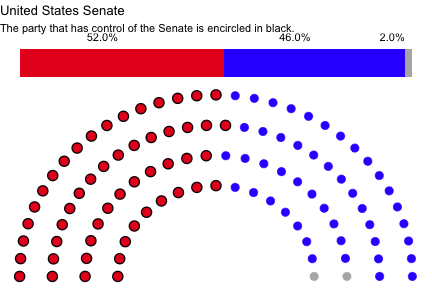 United States Senate
The party that has control of the Senate is encircled in black.
52.0% 46.0% 2.0%